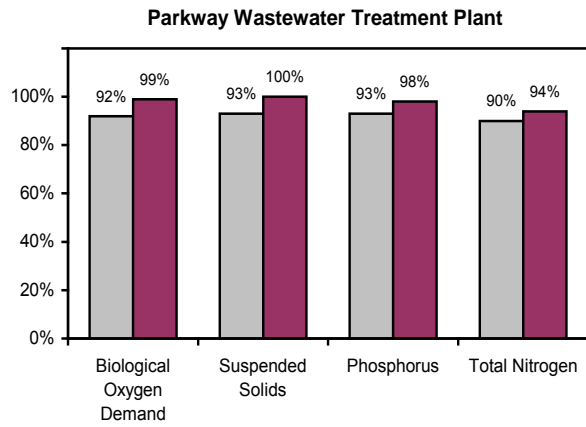 Parkway Wastewater Treatment Plant
100%
80%
60%
40%
20%
0%
92%
99%
93%
100%
93%
98%
90%
94%
Biological
Oxygen
Demand
Suspended
Solids
Phosphorus
Total Nitrogen